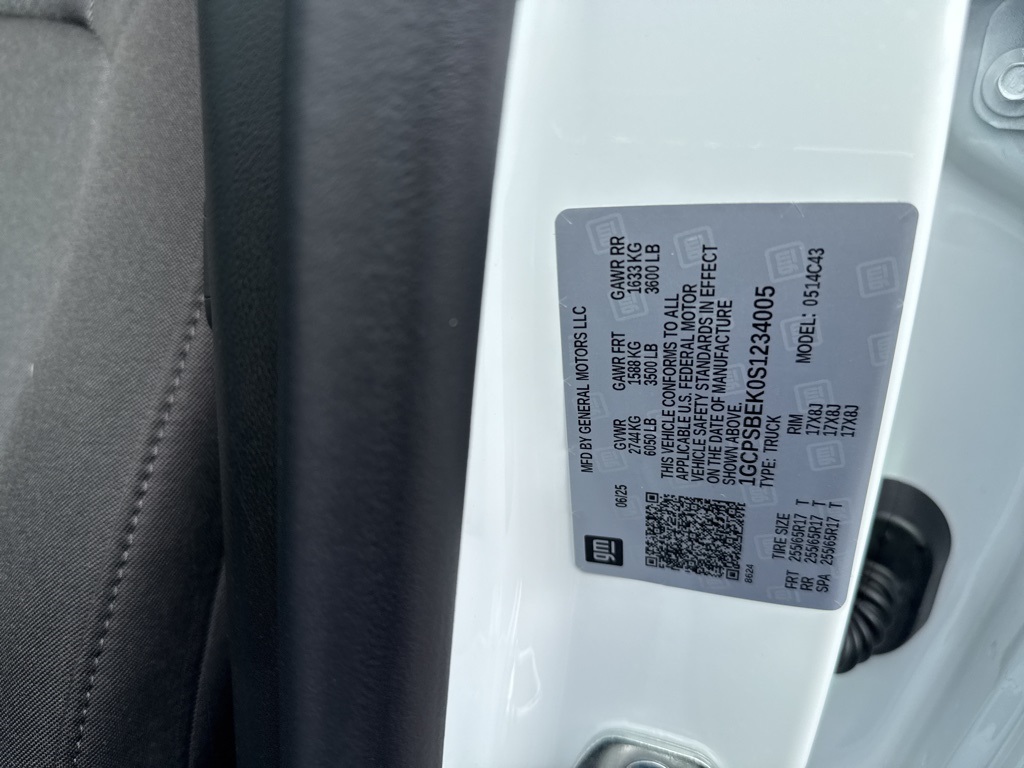 gm
MFD BY GENERAL MOTORS LLC
06/25 GVWR GAWR FRT GAWR RR
2744 KG 1588 KG 1633 KG
6050 LB 3500 LB 3600 LB
THIS VEHICLE CONFORMS TO ALL
APPLICABLE U.S. FEDERAL MOTOR
VEHICLE SAFETY STANDARDS IN EFFECT
ON THE DATE OF MANUFACTURE
SHOWN ABOVE.
1GCPSBEK0S1234005
8624 TYPE: TRUCK MODEL: 0514C43
TIRE SIZE RIM
FRT 255/65R17 T 17X8J
RR 255/65R17 T 17X8J
SPA 255/65R17 T 17X8J